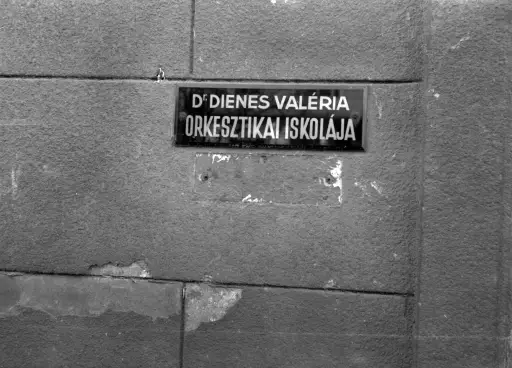 Dr DIENES VALÉRIA
ORKESZTIKAI ISKOLÁJA